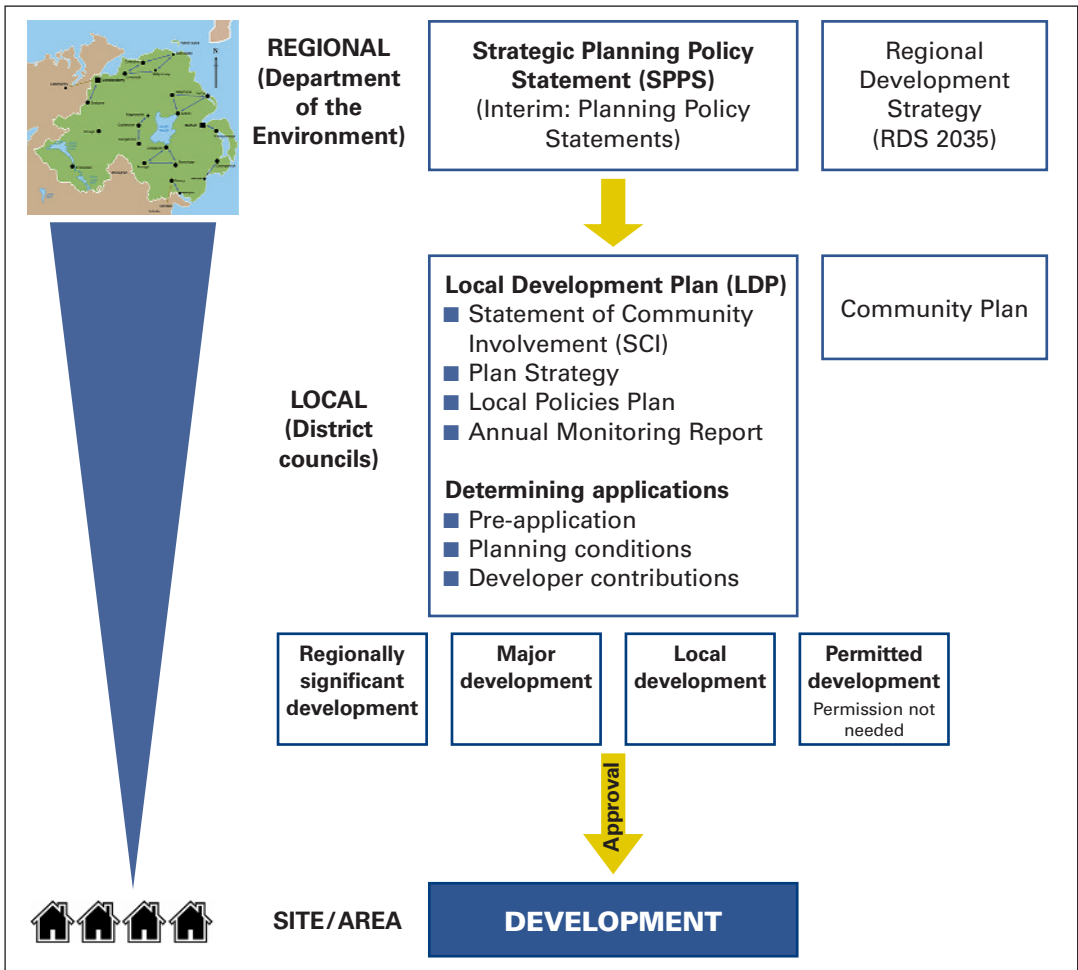 REGIONAL
(Department
of the
Environment)
Strategic Planning Policy
Statement (SPPS)
(Interim: Planning Policy
Statements)
Regional
Development
Strategy
(RDS 2035)
LOCAL
(District
councils)
Local Development Plan (LDP)
■ Statement of Community
Involvement (SCI)
■ Plan Strategy
■ Local Policies Plan
■ Annual Monitoring Report
Determining applications
■ Pre-application
■ Planning conditions
■ Developer contributions
Community Plan
Regionally
significant
development
Major
development
Local
development
Permitted
development
Permission not
needed
Approval
SITE/AREA
DEVELOPMENT